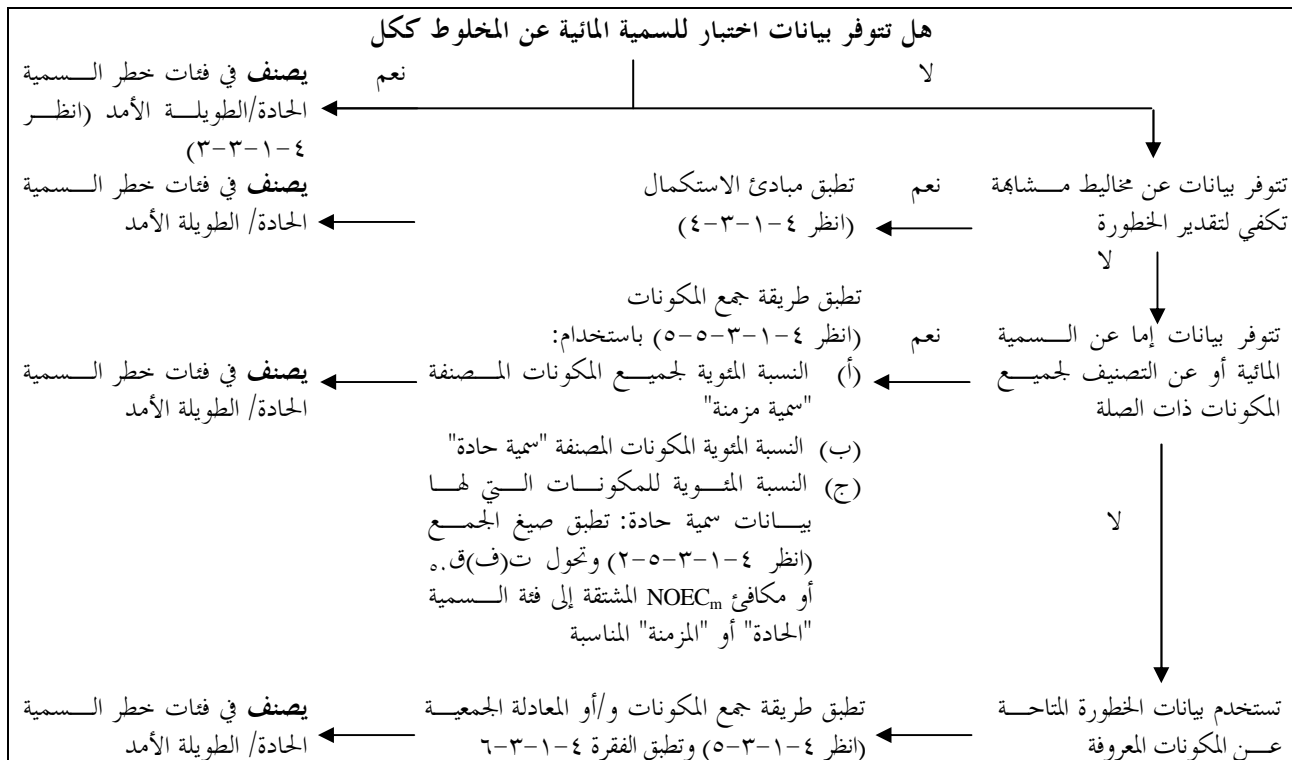 هل تتوفر بيانات اختبار للسمية المائية عن المخلوط ككل
لا
نعم
يصنف في فئات خطر السمية
الحادة/الطويلة الأمد (انظر
٤-١-٣-٣)
تتوفر بيانات عن مخاليط مشابهة
تكفي لتقدير الخطورة
نعم
تطبق مبادئ الاستكمال
(انظر ٤-١-٣-٤)
يصنف في فئات خطر السمية
الحادة/ الطويلة الأمد
لا
تتوفر بيانات إما عن السمية
المائية أو عن التصنيف لجميع
المكونات ذات الصلة
نعم
تطبق طريقة جمع المكونات
(انظر ٤-١-٣-٥-٥) باستخدام:
(أ) النسبة المئوية لجميع المكونات المصنفة
"سمية مزمنة"
(ب) النسبة المئوية المكونات المصنفة "سمية حادة"
(ج) النسبة المئوية للمكونات التي لها
بيانات سمية حادة: تطبق صيغ الجمع
(انظر ٤-١-٣-٥-٢) وتحول ت(ف)ق٥٠
أو مكافئ NOECm المشتقة إلى فئة السمية
"الحادة" أو "المزمنة" المناسبة
يصنف في فئات خطر السمية
الحادة/ الطويلة الأمد
لا
تستخدم بيانات الخطورة المتاحة
عن المكونات المعروفة
تطبق طريقة جمع المكونات و/أو المعادلة الجمعية
(انظر ٤-١-٣-٥) وتطبق الفقرة ٤-١-٣-٦
يصنف في فئات خطر السمية
الحادة/ الطويلة الأمد